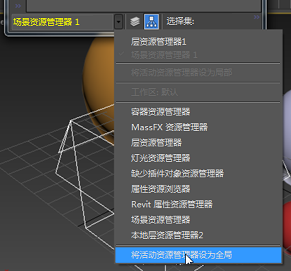 场景资源管理器 1
选择集:
层资源管理器1
场景资源管理器 1
将活动资源管理器设为局部
工作区: 默认
容器资源管理器
MassFX 资源管理器
层资源管理器
灯光资源管理器
缺少插件对象资源管理器
属性资源浏览器
Revit 属性资源管理器
场景资源管理器
本地层资源管理器2
将活动资源管理器设为全局